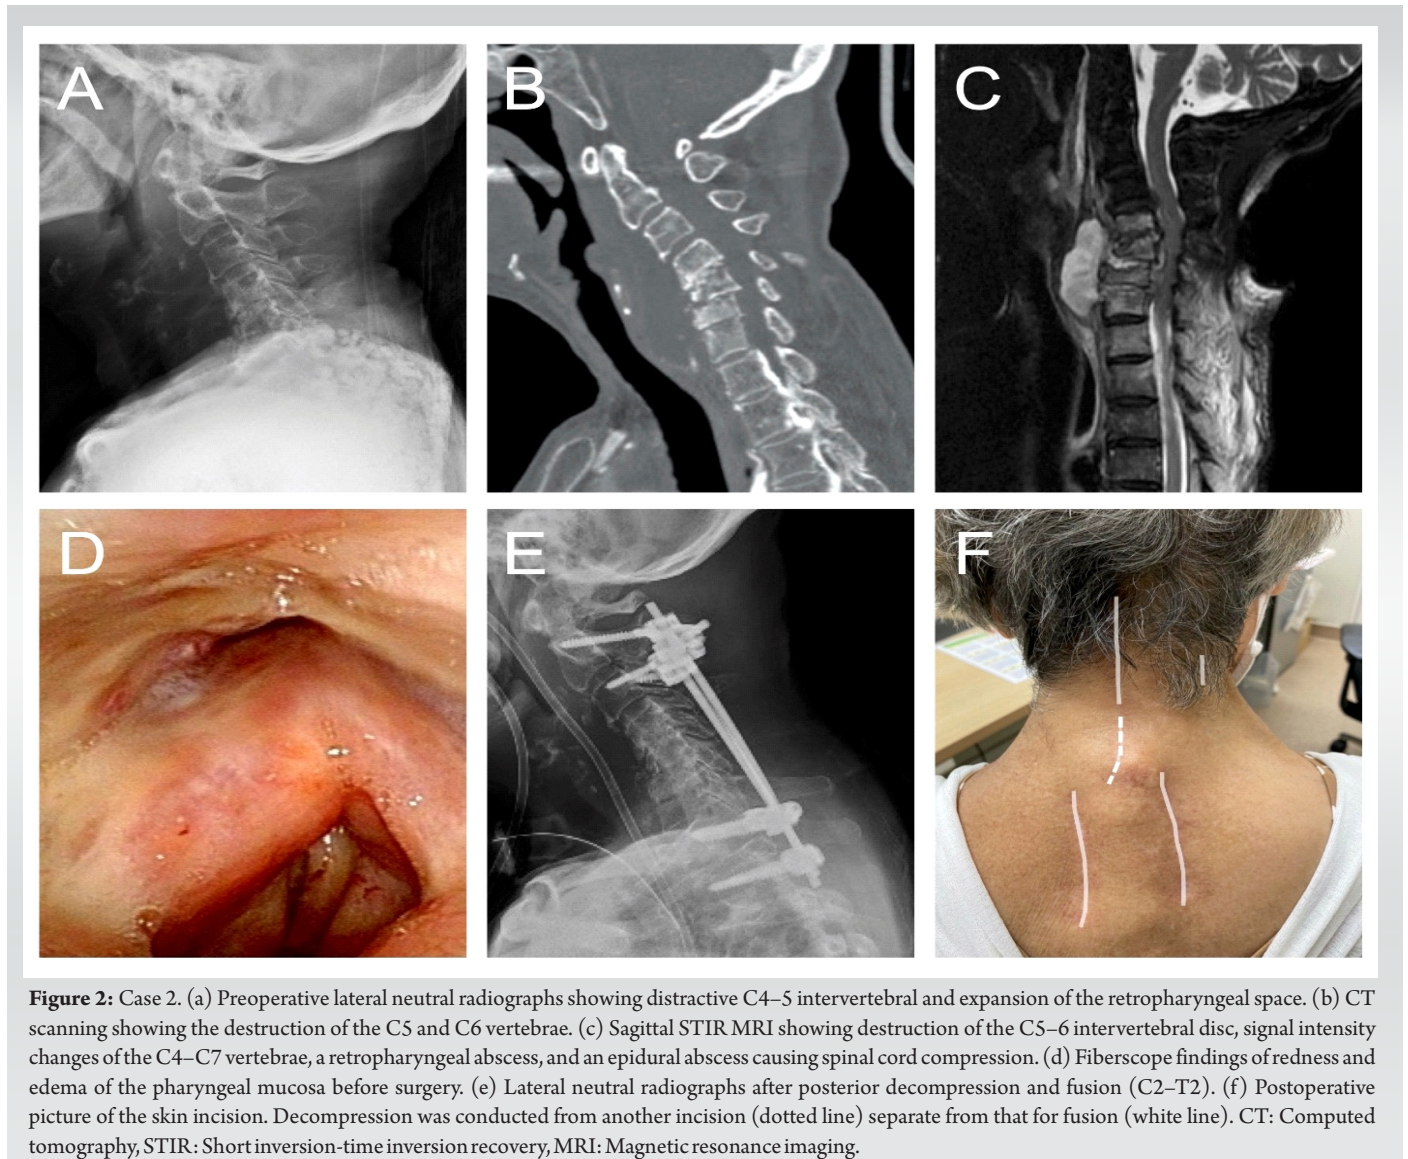 A
B
C
D
E
F
Figure 2: Case 2. (a) Preoperative lateral neutral radiographs showing distractive C4–5 intervertebral and expansion of the retropharyngeal space. (b) CT
scanning showing the destruction of the C5 and C6 vertebrae. (c) Sagittal STIR MRI showing destruction of the C5–6 intervertebral disc, signal intensity
changes of the C4–C7 vertebrae, a retropharyngeal abscess, and an epidural abscess causing spinal cord compression. (d) Fiberscope findings of redness and
edema of the pharyngeal mucosa before surgery. (e) Lateral neutral radiographs after posterior decompression and fusion (C2–T2). (f) Postoperative
picture of the skin incision. Decompression was conducted from another incision (dotted line) separate from that for fusion (white line). CT: Computed
tomography, STIR: Short inversion-time inversion recovery, MRI: Magnetic resonance imaging.